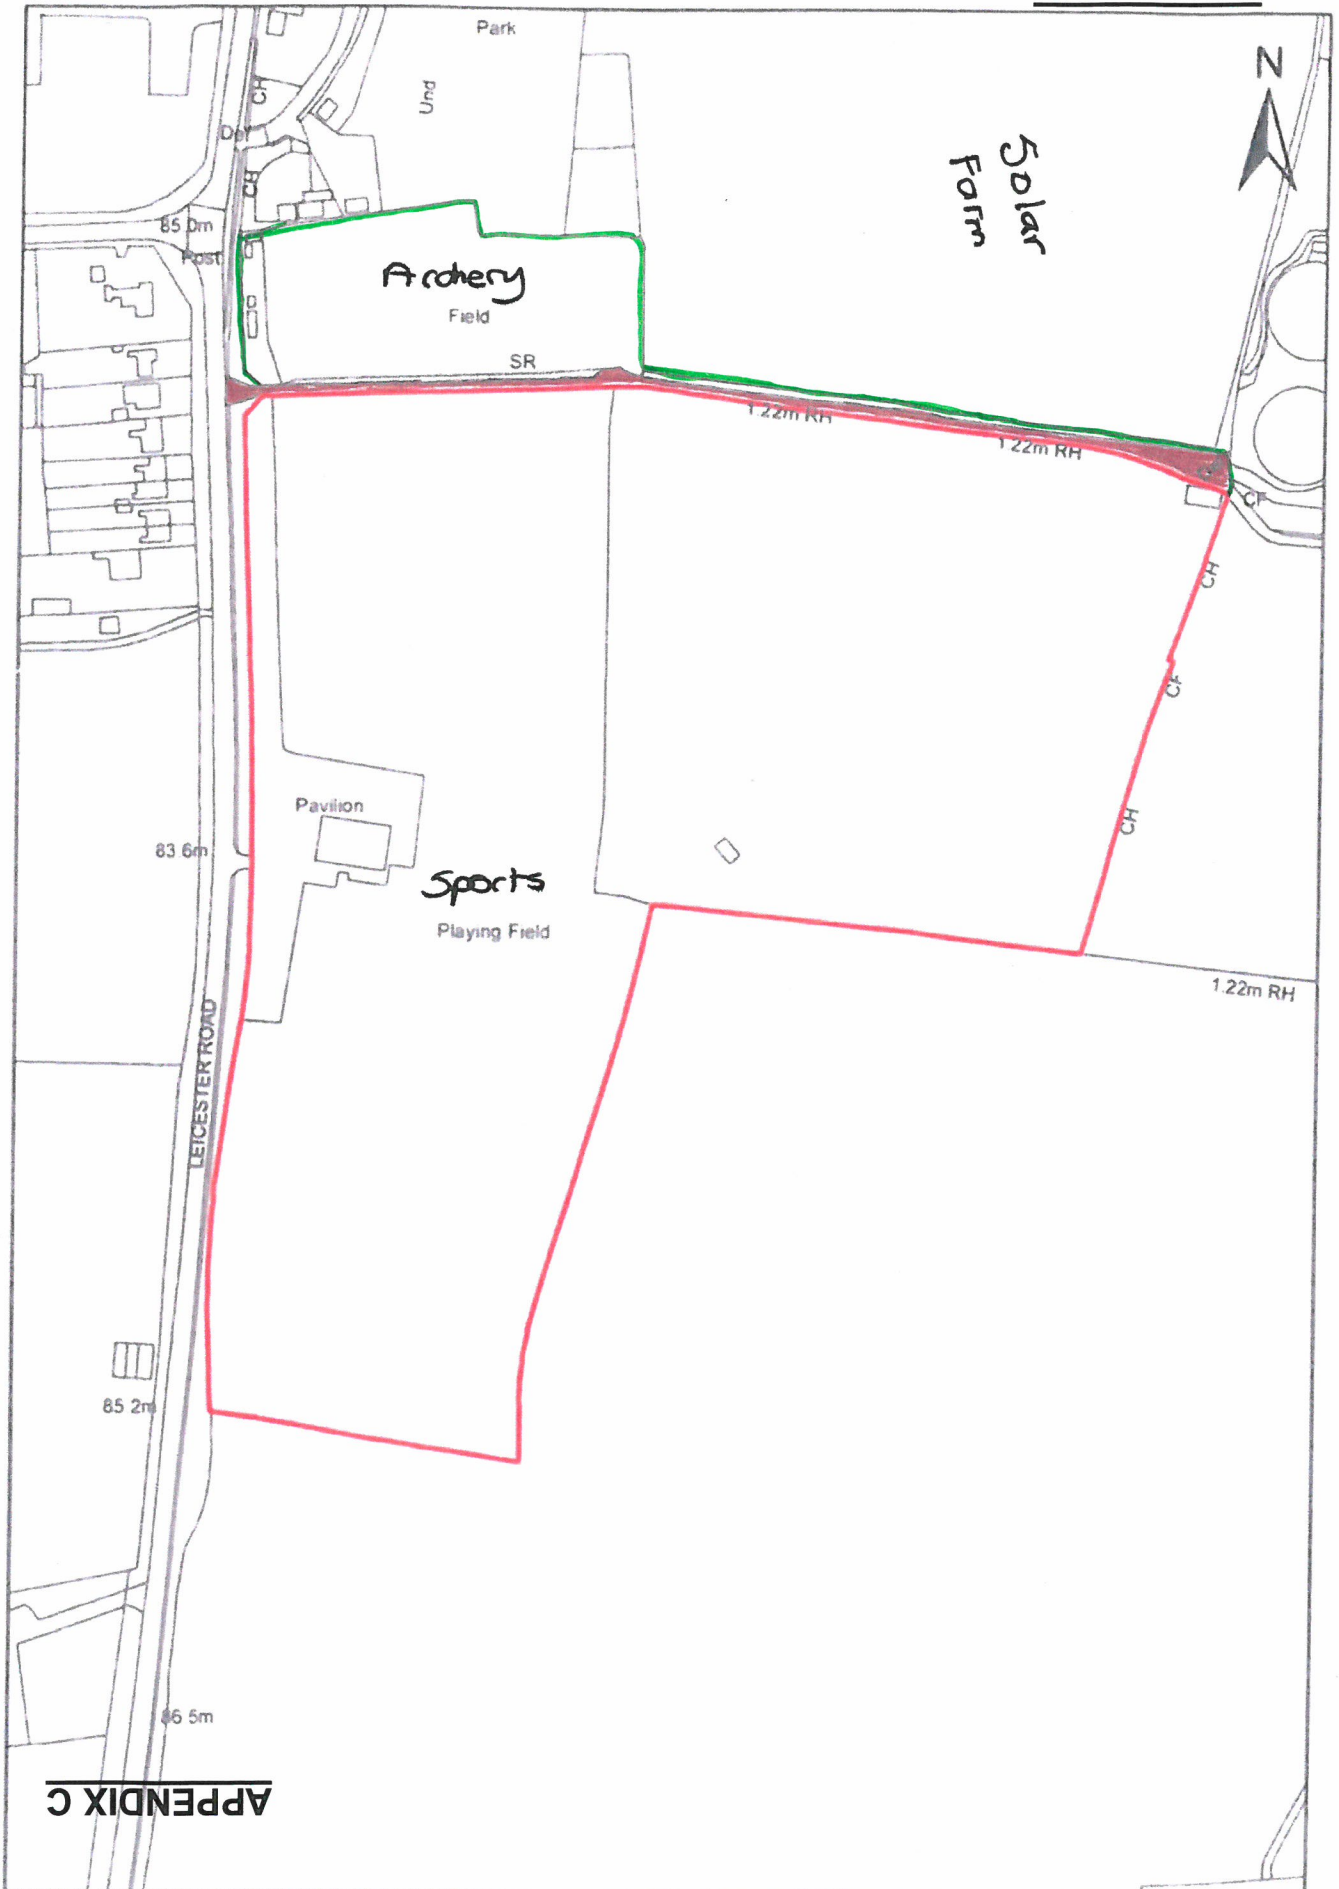 Park
N
CH
Und
Solar
Farm
CH
85.0m
Post
Archery
Field
SR
1.22m RH
1.22m RH
CF
CH
CF
Pavilion
CH
83.6m
Sports
Playing Field
1.22m RH
LEICESTER ROAD
85.2m
86.5m
APPENDIX C